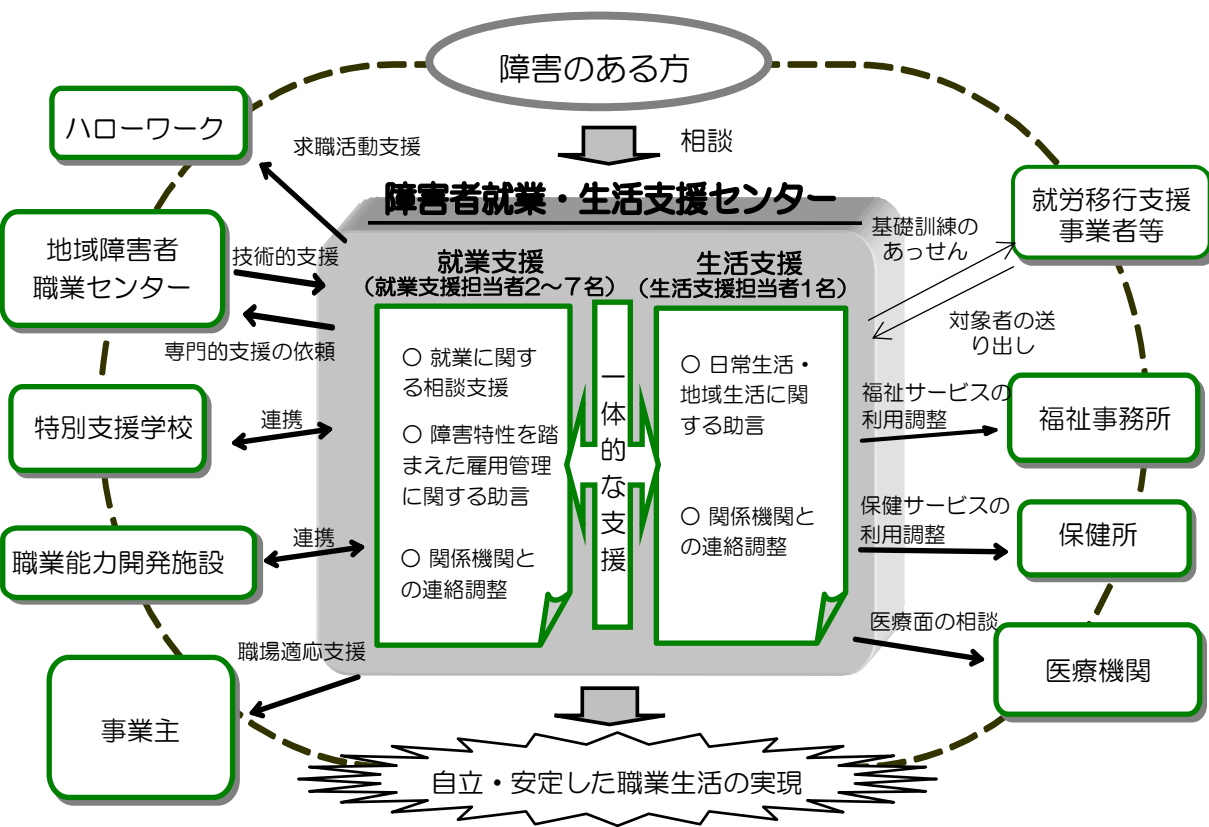 障害のある方
相談
ハローワーク
求職活動支援
障害者就業・生活支援センター
就労移行支援
事業者等
地域障害者
職業センター
技術的支援
専門的支援の依頼
就業支援
（就業支援担当者2～7名）
生活支援
（生活支援担当者1名）
基礎訓練の
あっせん
対象者の送
り出し
特別支援学校
連携
○ 就業に関す
る相談支援
○ 障害特性を踏
まえた雇用管理
に関する助言
○ 関係機関と
の連絡調整
一体的な支援
○ 日常生活・
地域生活に関
する助言
○ 関係機関と
の連絡調整
福祉サービスの
利用調整
福祉事務所
職業能力開発施設
連携
保健サービスの
利用調整
保健所
職場適応支援
事業主
医療面の相談
医療機関
自立・安定した職業生活の実現